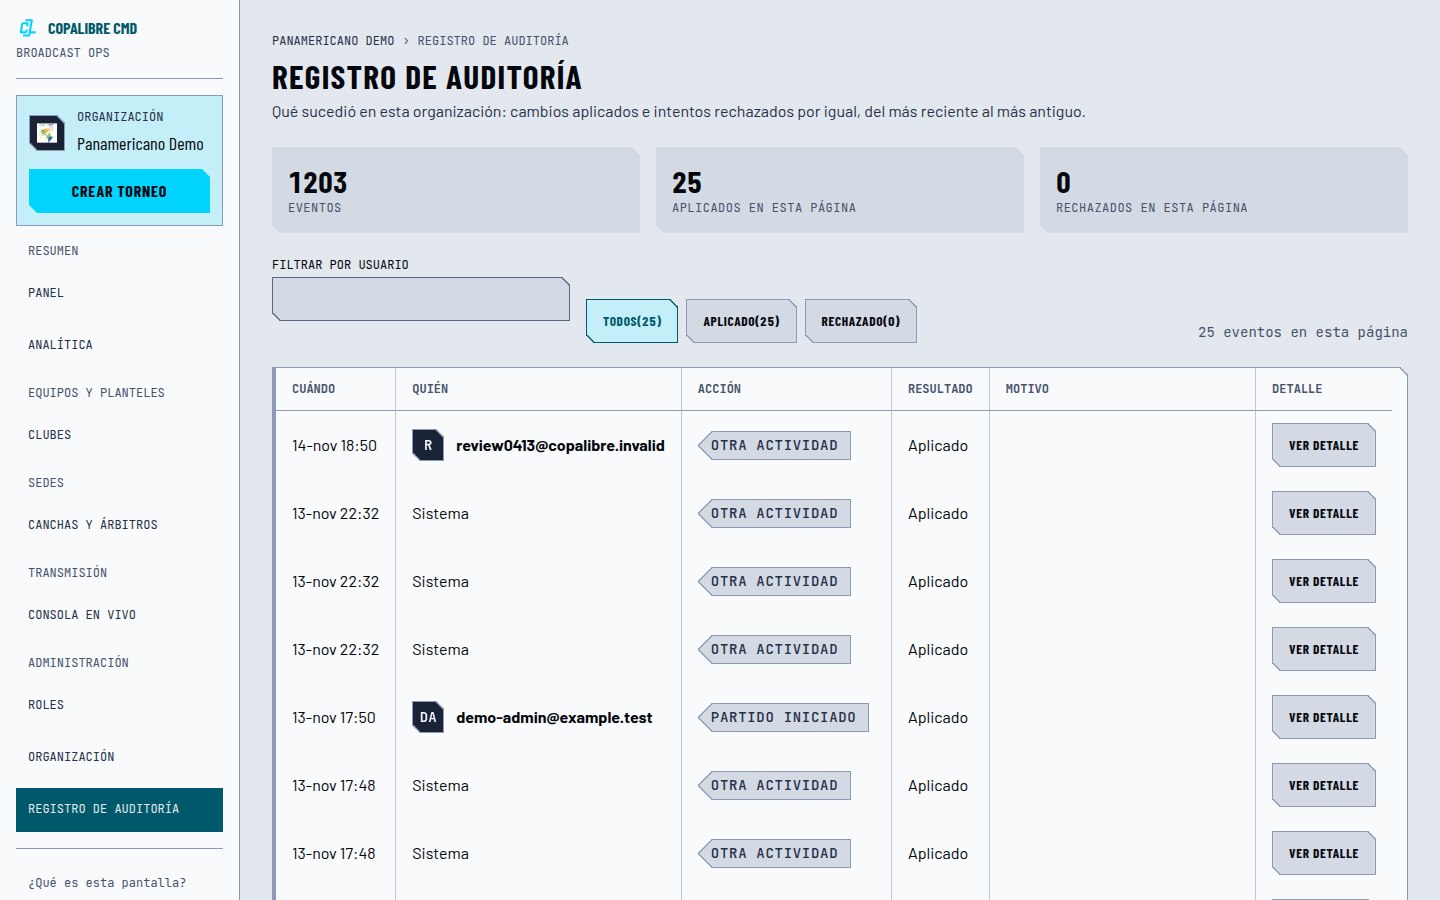 COPALIBRE CMD
BROADCAST OPS
ORGANIZACIÓN
Panamericano Demo
CREAR TORNEO
RESUMEN
PANEL
ANALÍTICA
EQUIPOS Y PLANTELES
CLUBES
SEDES
CANCHAS Y ÁRBITROS
TRANSMISIÓN
CONSOLA EN VIVO
ADMINISTRACIÓN
ROLES
ORGANIZACIÓN
REGISTRO DE AUDITORÍA
¿Qué es esta pantalla?
PANAMERICANO DEMO › REGISTRO DE AUDITORÍA
REGISTRO DE AUDITORÍA
Qué sucedió en esta organización: cambios aplicados e intentos rechazados por igual, del más reciente al más antiguo.
1203
EVENTOS
25
APLICADOS EN ESTA PÁGINA
0
RECHAZADOS EN ESTA PÁGINA
FILTRAR POR USUARIO
TODOS(25) APLICADO(25) RECHAZADO(0)
25 eventos en esta página
CUÁNDO QUIÉN ACCIÓN RESULTADO MOTIVO DETALLE
14-nov 18:50 R review0413@copalibre.invalid OTRA ACTIVIDAD Aplicado VER DETALLE
13-nov 22:32 Sistema OTRA ACTIVIDAD Aplicado VER DETALLE
13-nov 22:32 Sistema OTRA ACTIVIDAD Aplicado VER DETALLE
13-nov 22:32 Sistema OTRA ACTIVIDAD Aplicado VER DETALLE
13-nov 17:50 DA demo-admin@example.test PARTIDO INICIADO Aplicado VER DETALLE
13-nov 17:48 Sistema OTRA ACTIVIDAD Aplicado VER DETALLE
13-nov 17:48 Sistema OTRA ACTIVIDAD Aplicado VER DETALLE